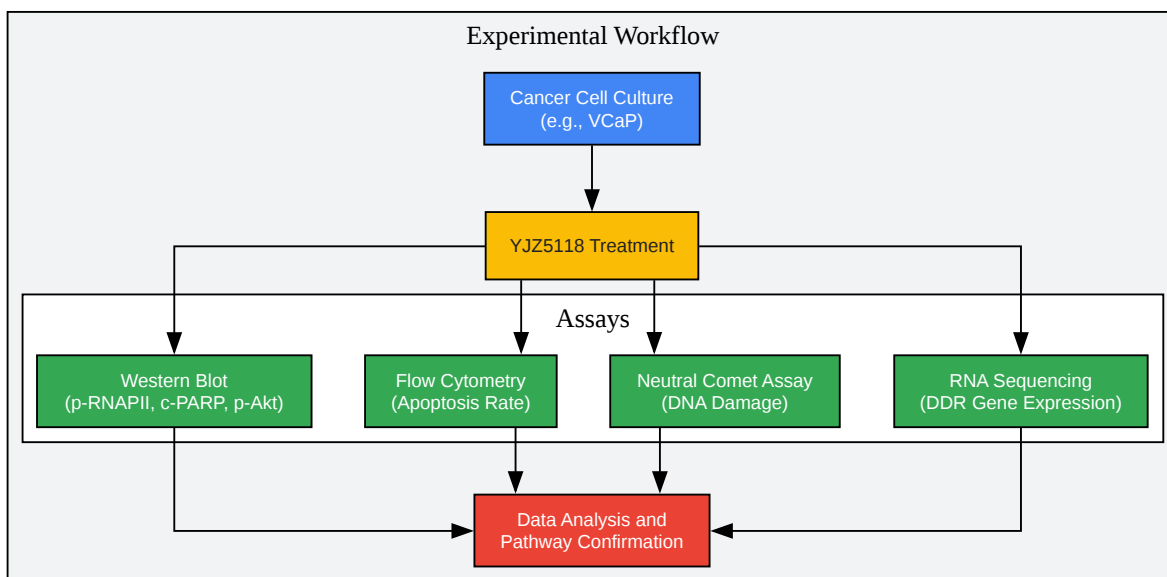 Experimental Workflow
Cancer Cell Culture
(e.g., VCaP)
YJZ5118 Treatment
Assays
Western Blot
(p-RNAPII, c-PARP, p-Akt)
Flow Cytometry
(Apoptosis Rate)
Neutral Comet Assay
(DNA Damage)
RNA Sequencing
(DDR Gene Expression)
Data Analysis and
Pathway Confirmation